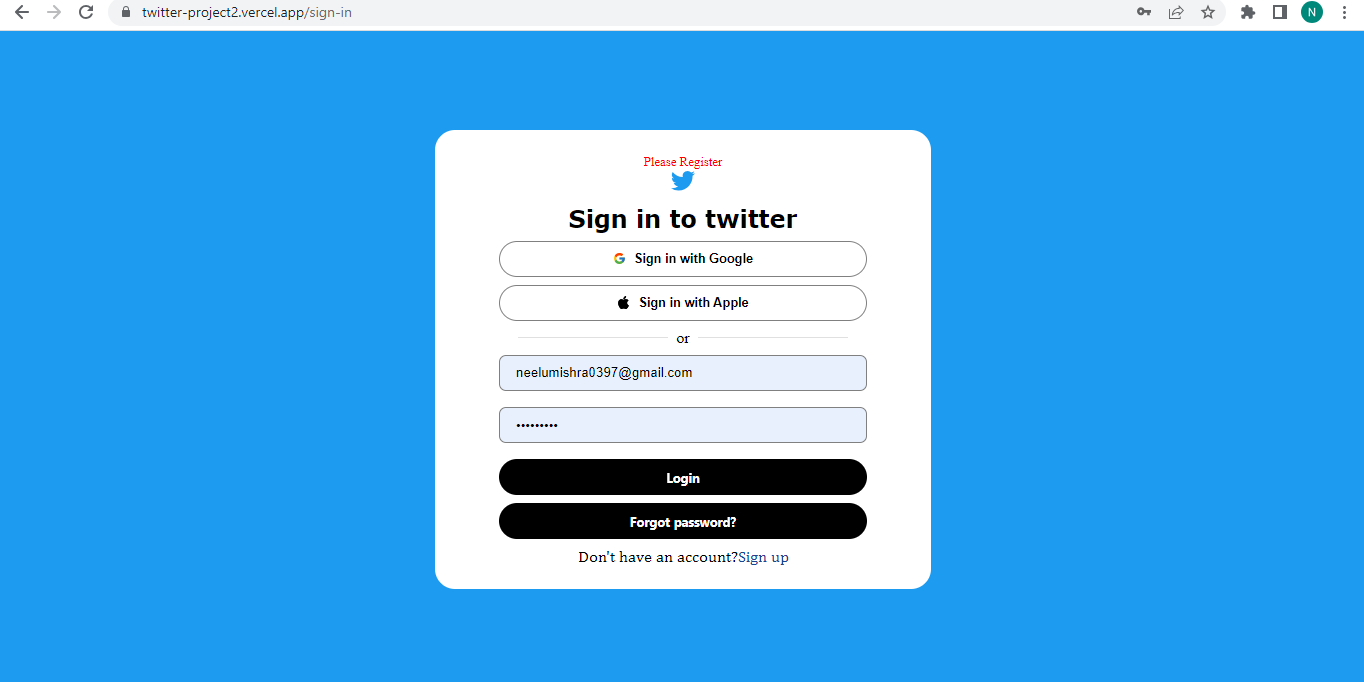 twitter-project2.vercel.app/sign-in
N
Please Register
Sign in to twitter
Sign in with Google
Sign in with Apple
or
neelumishra0397@gmail.com
•••••••••
Login
Forgot password?
Don't have an account?Sign up